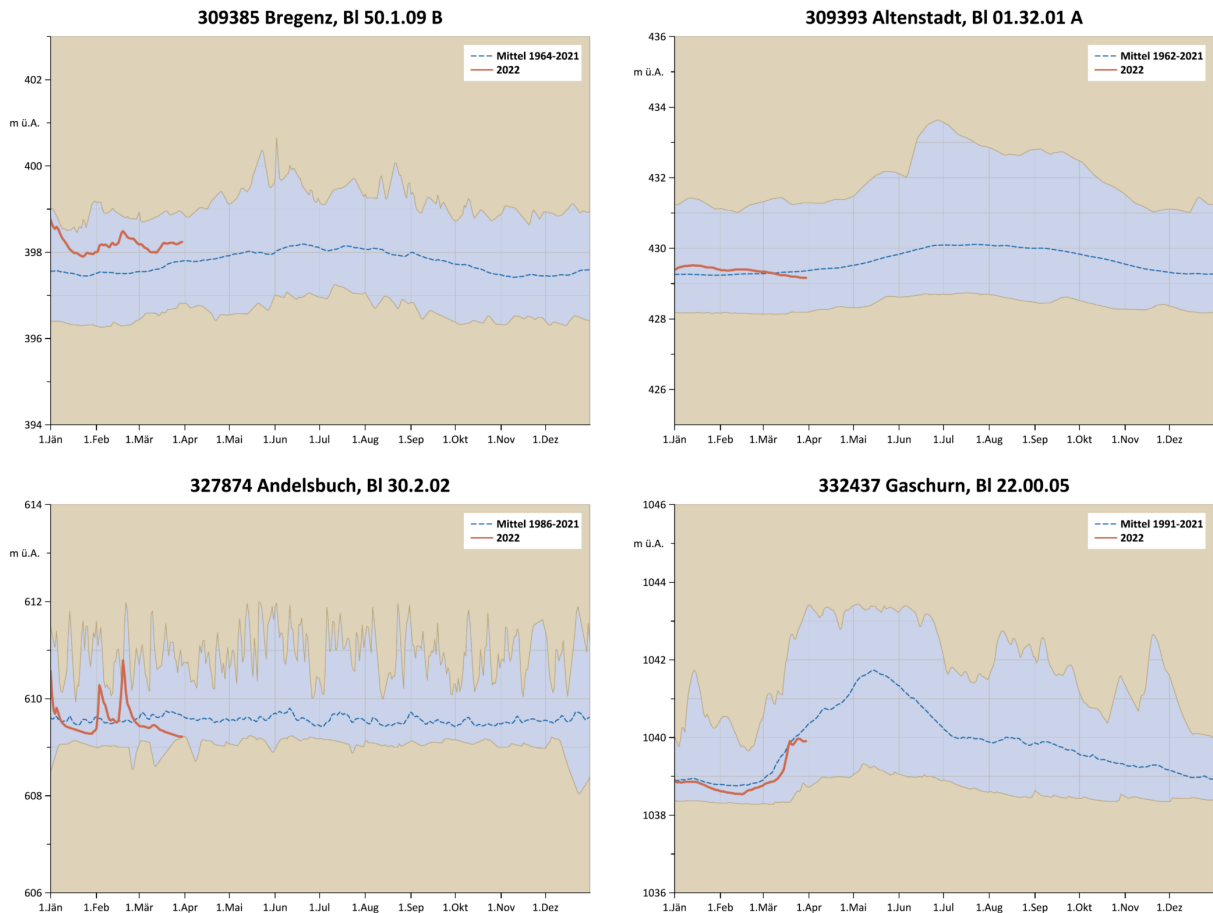 309385 Bregenz, Bl 50.1.09 B
Mittel 1964-2021
2022
402
m ü.A.
400
398
396
394
1.Jän 1.Feb 1.Mär 1.Apr 1.Mai 1.Jun 1.Jul 1.Aug 1.Sep 1.Okt 1.Nov 1.Dez
309393 Altenstadt, Bl 01.32.01 A
Mittel 1962-2021
2022
436
m ü.A.
434
432
430
428
426
1.Jän 1.Feb 1.Mär 1.Apr 1.Mai 1.Jun 1.Jul 1.Aug 1.Sep 1.Okt 1.Nov 1.Dez
327874 Andelsbuch, Bl 30.2.02
Mittel 1986-2021
2022
614
m ü.A.
612
610
608
606
1.Jän 1.Feb 1.Mär 1.Apr 1.Mai 1.Jun 1.Jul 1.Aug 1.Sep 1.Okt 1.Nov 1.Dez
332437 Gaschurn, Bl 22.00.05
Mittel 1991-2021
2022
1046
m ü.A.
1044
1042
1040
1038
1036
1.Jän 1.Feb 1.Mär 1.Apr 1.Mai 1.Jun 1.Jul 1.Aug 1.Sep 1.Okt 1.Nov 1.Dez